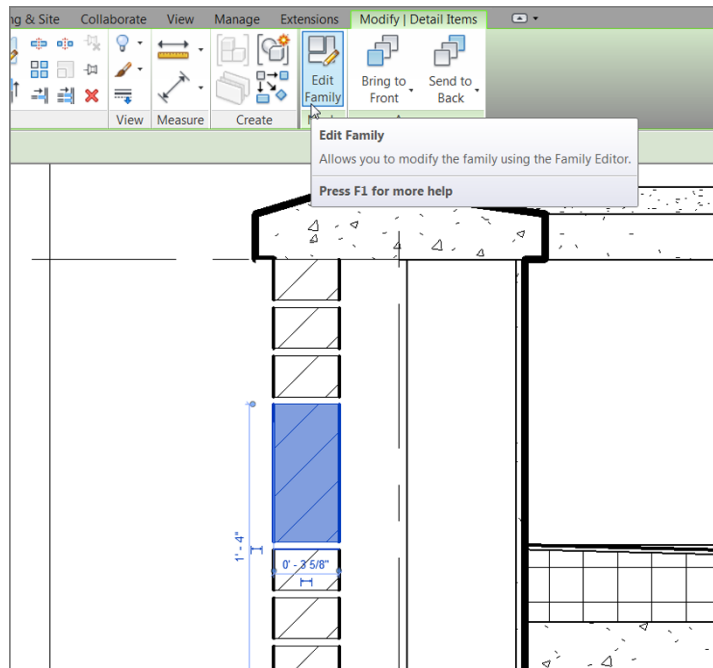 ng & Site Collaborate View Manage Extensions Modify | Detail Items
Edit
Family
Bring to
Front
Send to
Back
View Measure Create
Edit Family
Allows you to modify the family using the Family Editor.
Press F1 for more help
1' - 4"
0' - 3 5/8"